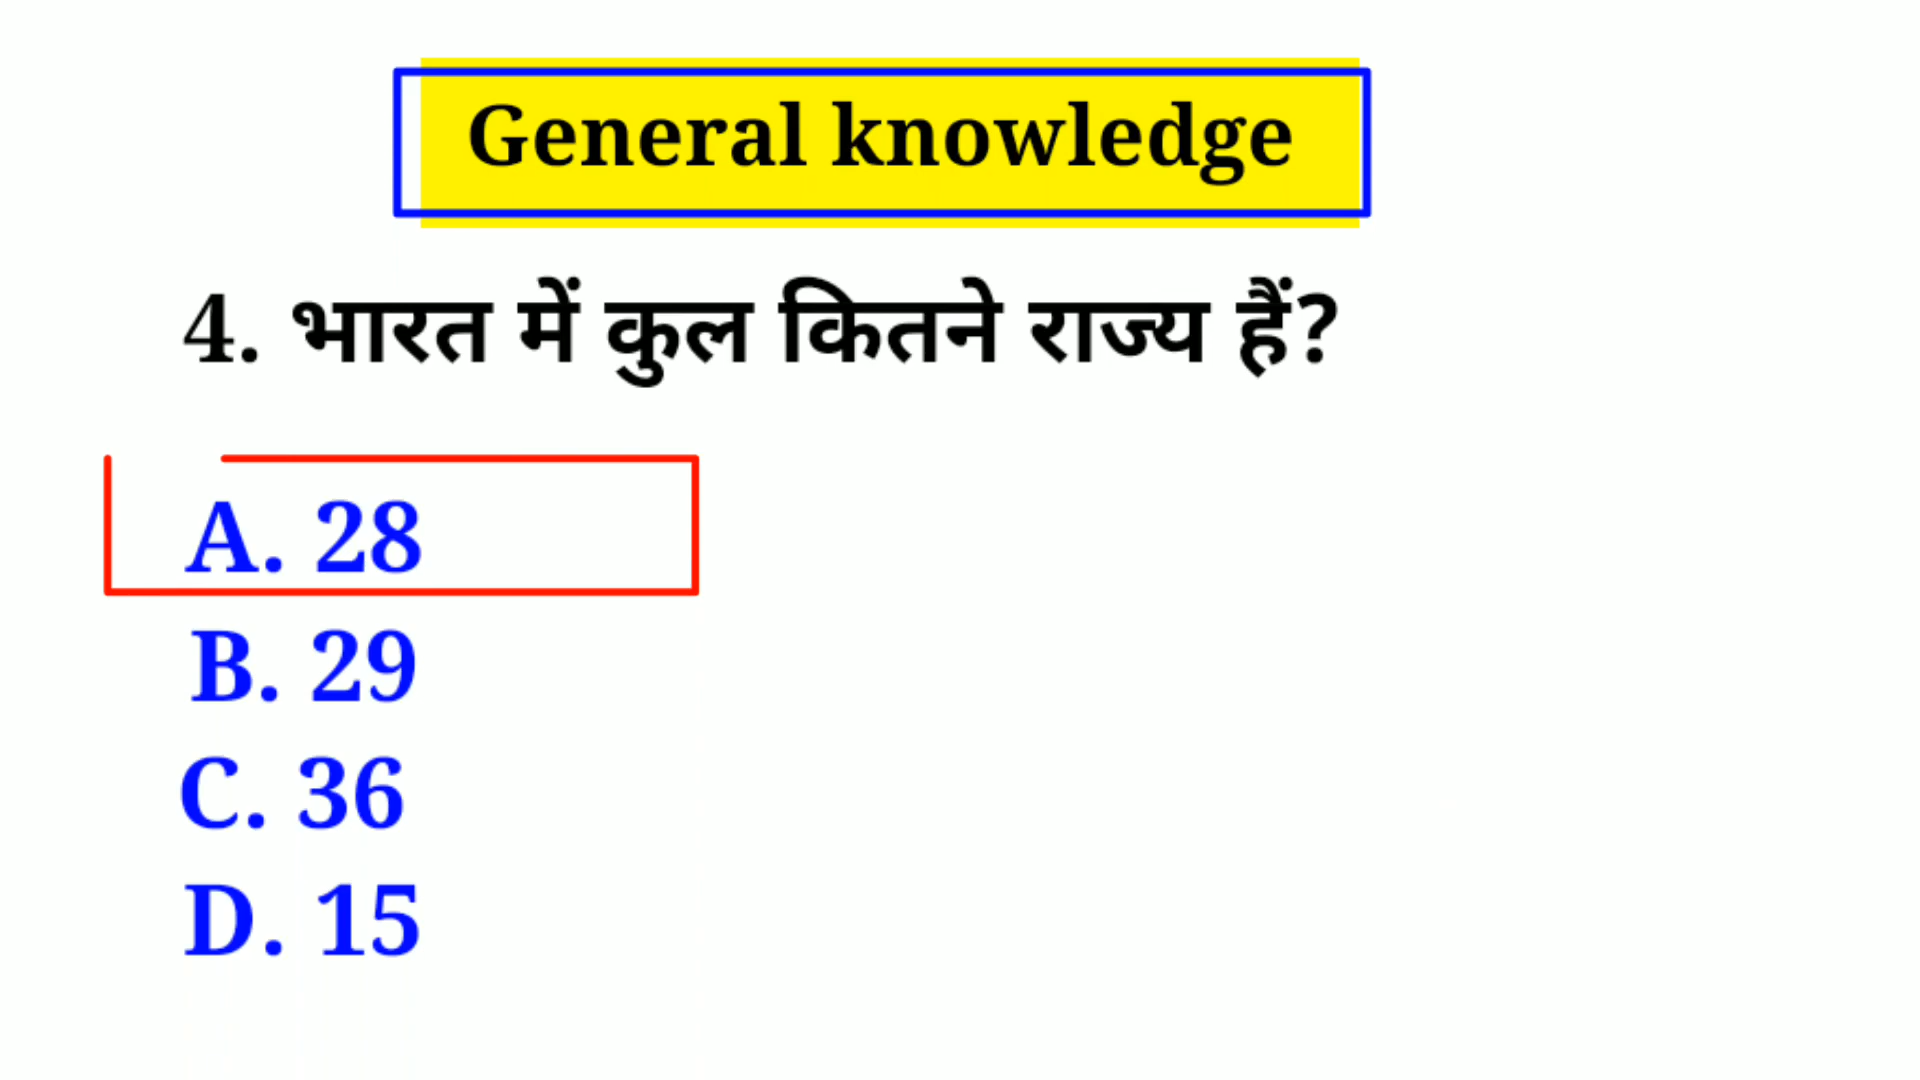 General knowledge
4. भारत में कुल कितने राज्य हैं?
A. 28
B. 29
C. 36
D. 15